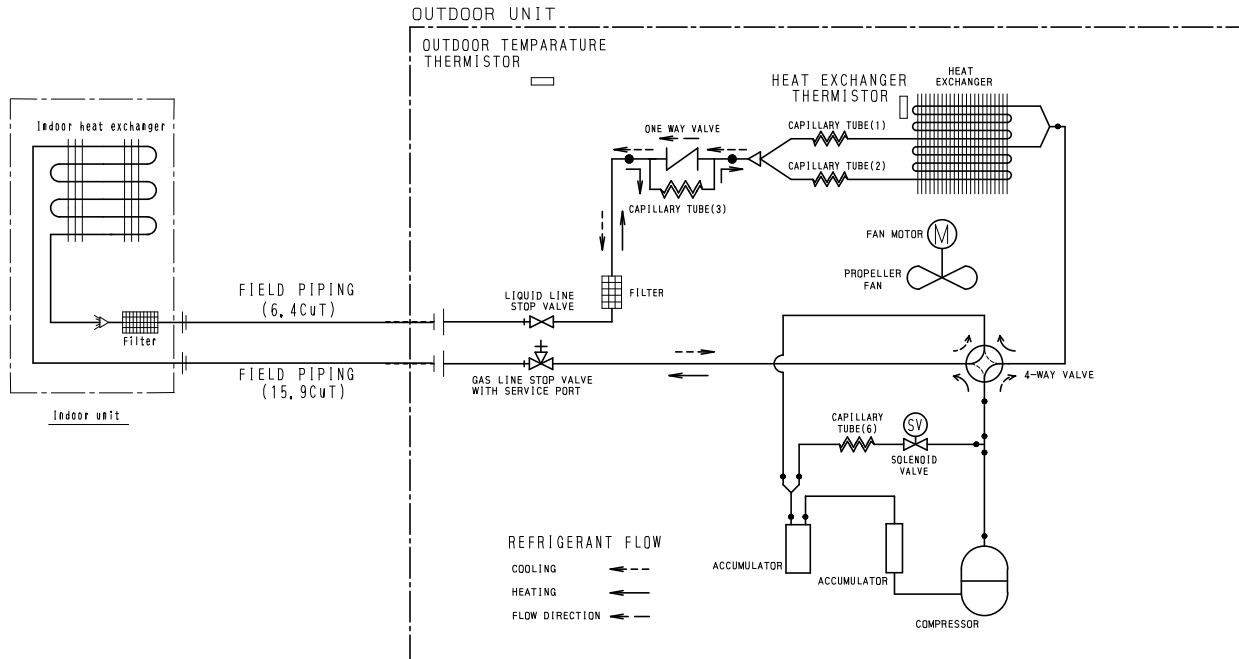 OUTDOOR UNIT
OUTDOOR TEMPARATURE
THERMISTOR
HEAT EXCHANGER
THERMISTOR
HEAT
EXCHANGER
Indoor heat exchanger
ONE WAY VALVE
CAPILLARY TUBE(1)
CAPILLARY TUBE(2)
CAPILLARY TUBE(3)
FAN MOTOR
M
PROPELLER
FAN
FIELD PIPING
(6,4CuT)
LIQUID LINE
STOP VALVE
FILTER
Filter
FIELD PIPING
(15,9CuT)
GAS LINE STOP VALVE
WITH SERVICE PORT
4-WAY VALVE
Indoor unit
CAPILLARY
TUBE(6)
SV
SOLENOID
VALVE
REFRIGERANT FLOW
COOLING
HEATING
FLOW DIRECTION
ACCUMULATOR
ACCUMULATOR
COMPRESSOR